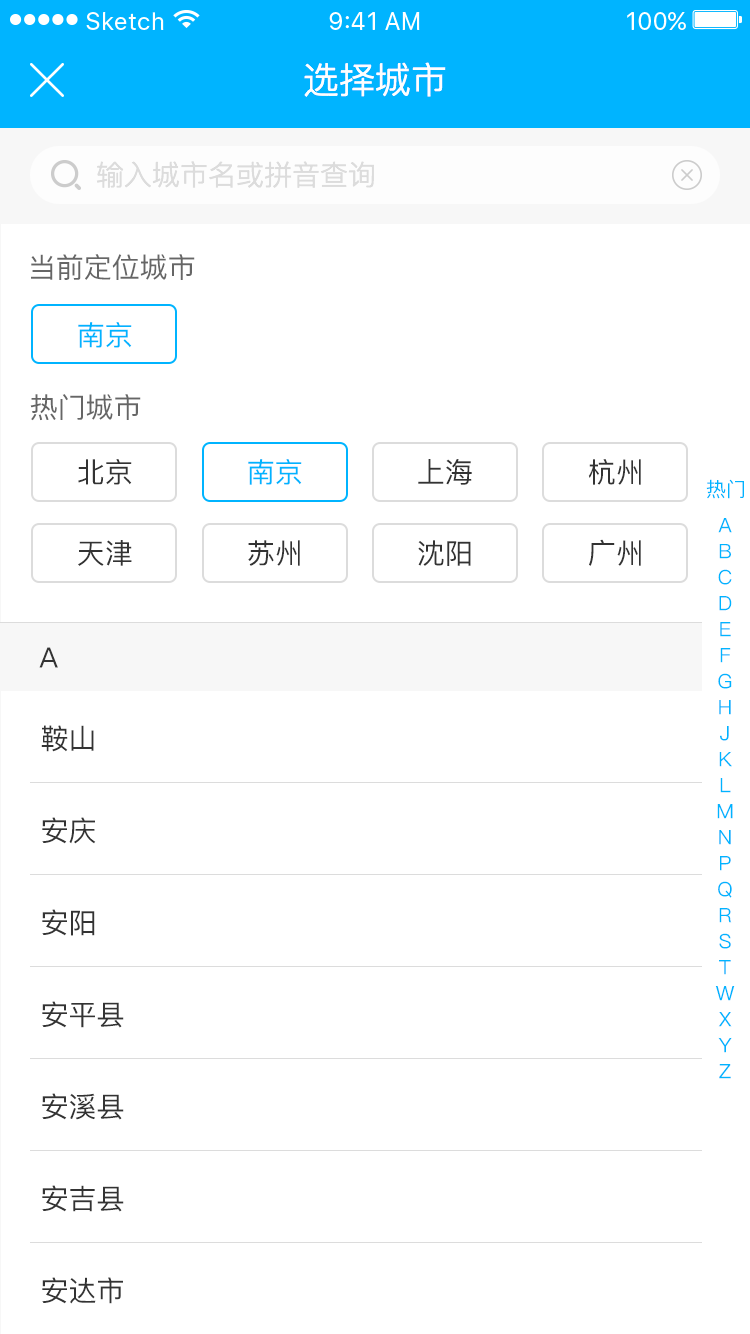 Sketch 9:41 AM 100%
选择城市
输入城市名或拼音查询
当前定位城市
南京
热门城市
北京 南京 上海 杭州
天津 苏州 沈阳 广州
A
鞍山
安庆
安阳
安平县
安溪县
安吉县
安达市
热门
A
B
C
D
E
F
G
H
J
K
L
M
N
P
Q
R
S
T
W
X
Y
Z